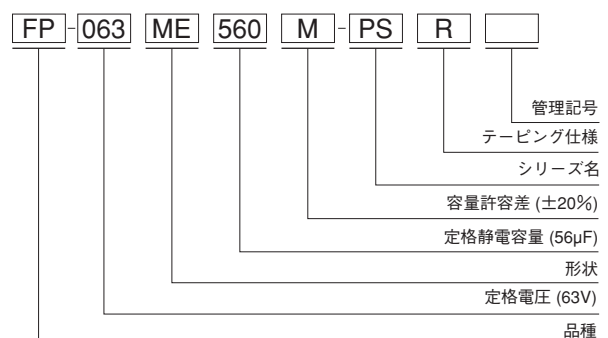 FP-063 ME 560 M-PS R
管理記号
テーピング仕様
シリーズ名
容量許容差 (±20%)
定格静電容量 (56μF)
形状
定格電圧 (63V)
品種